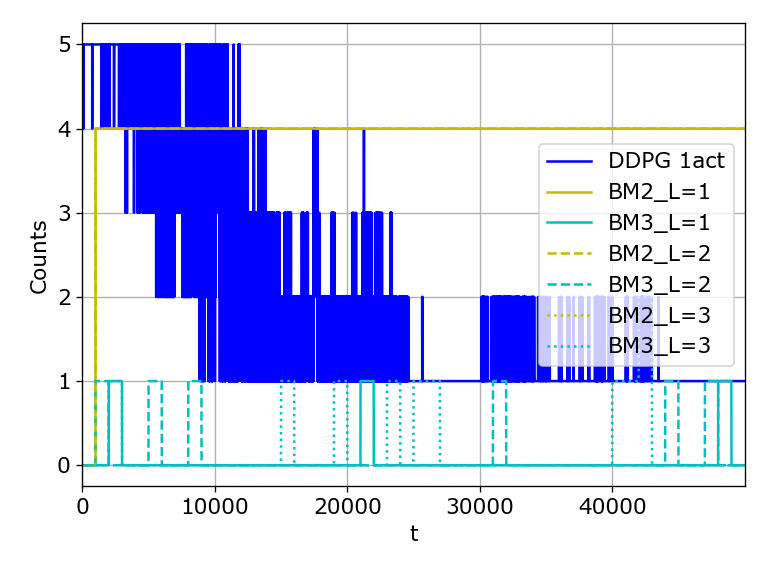 5
4
3
2
1
0
Counts
0 10000 20000 30000 40000
t
DDPG 1act
BM2_L=1
BM3_L=1
BM2_L=2
BM3_L=2
BM2_L=3
BM3_L=3